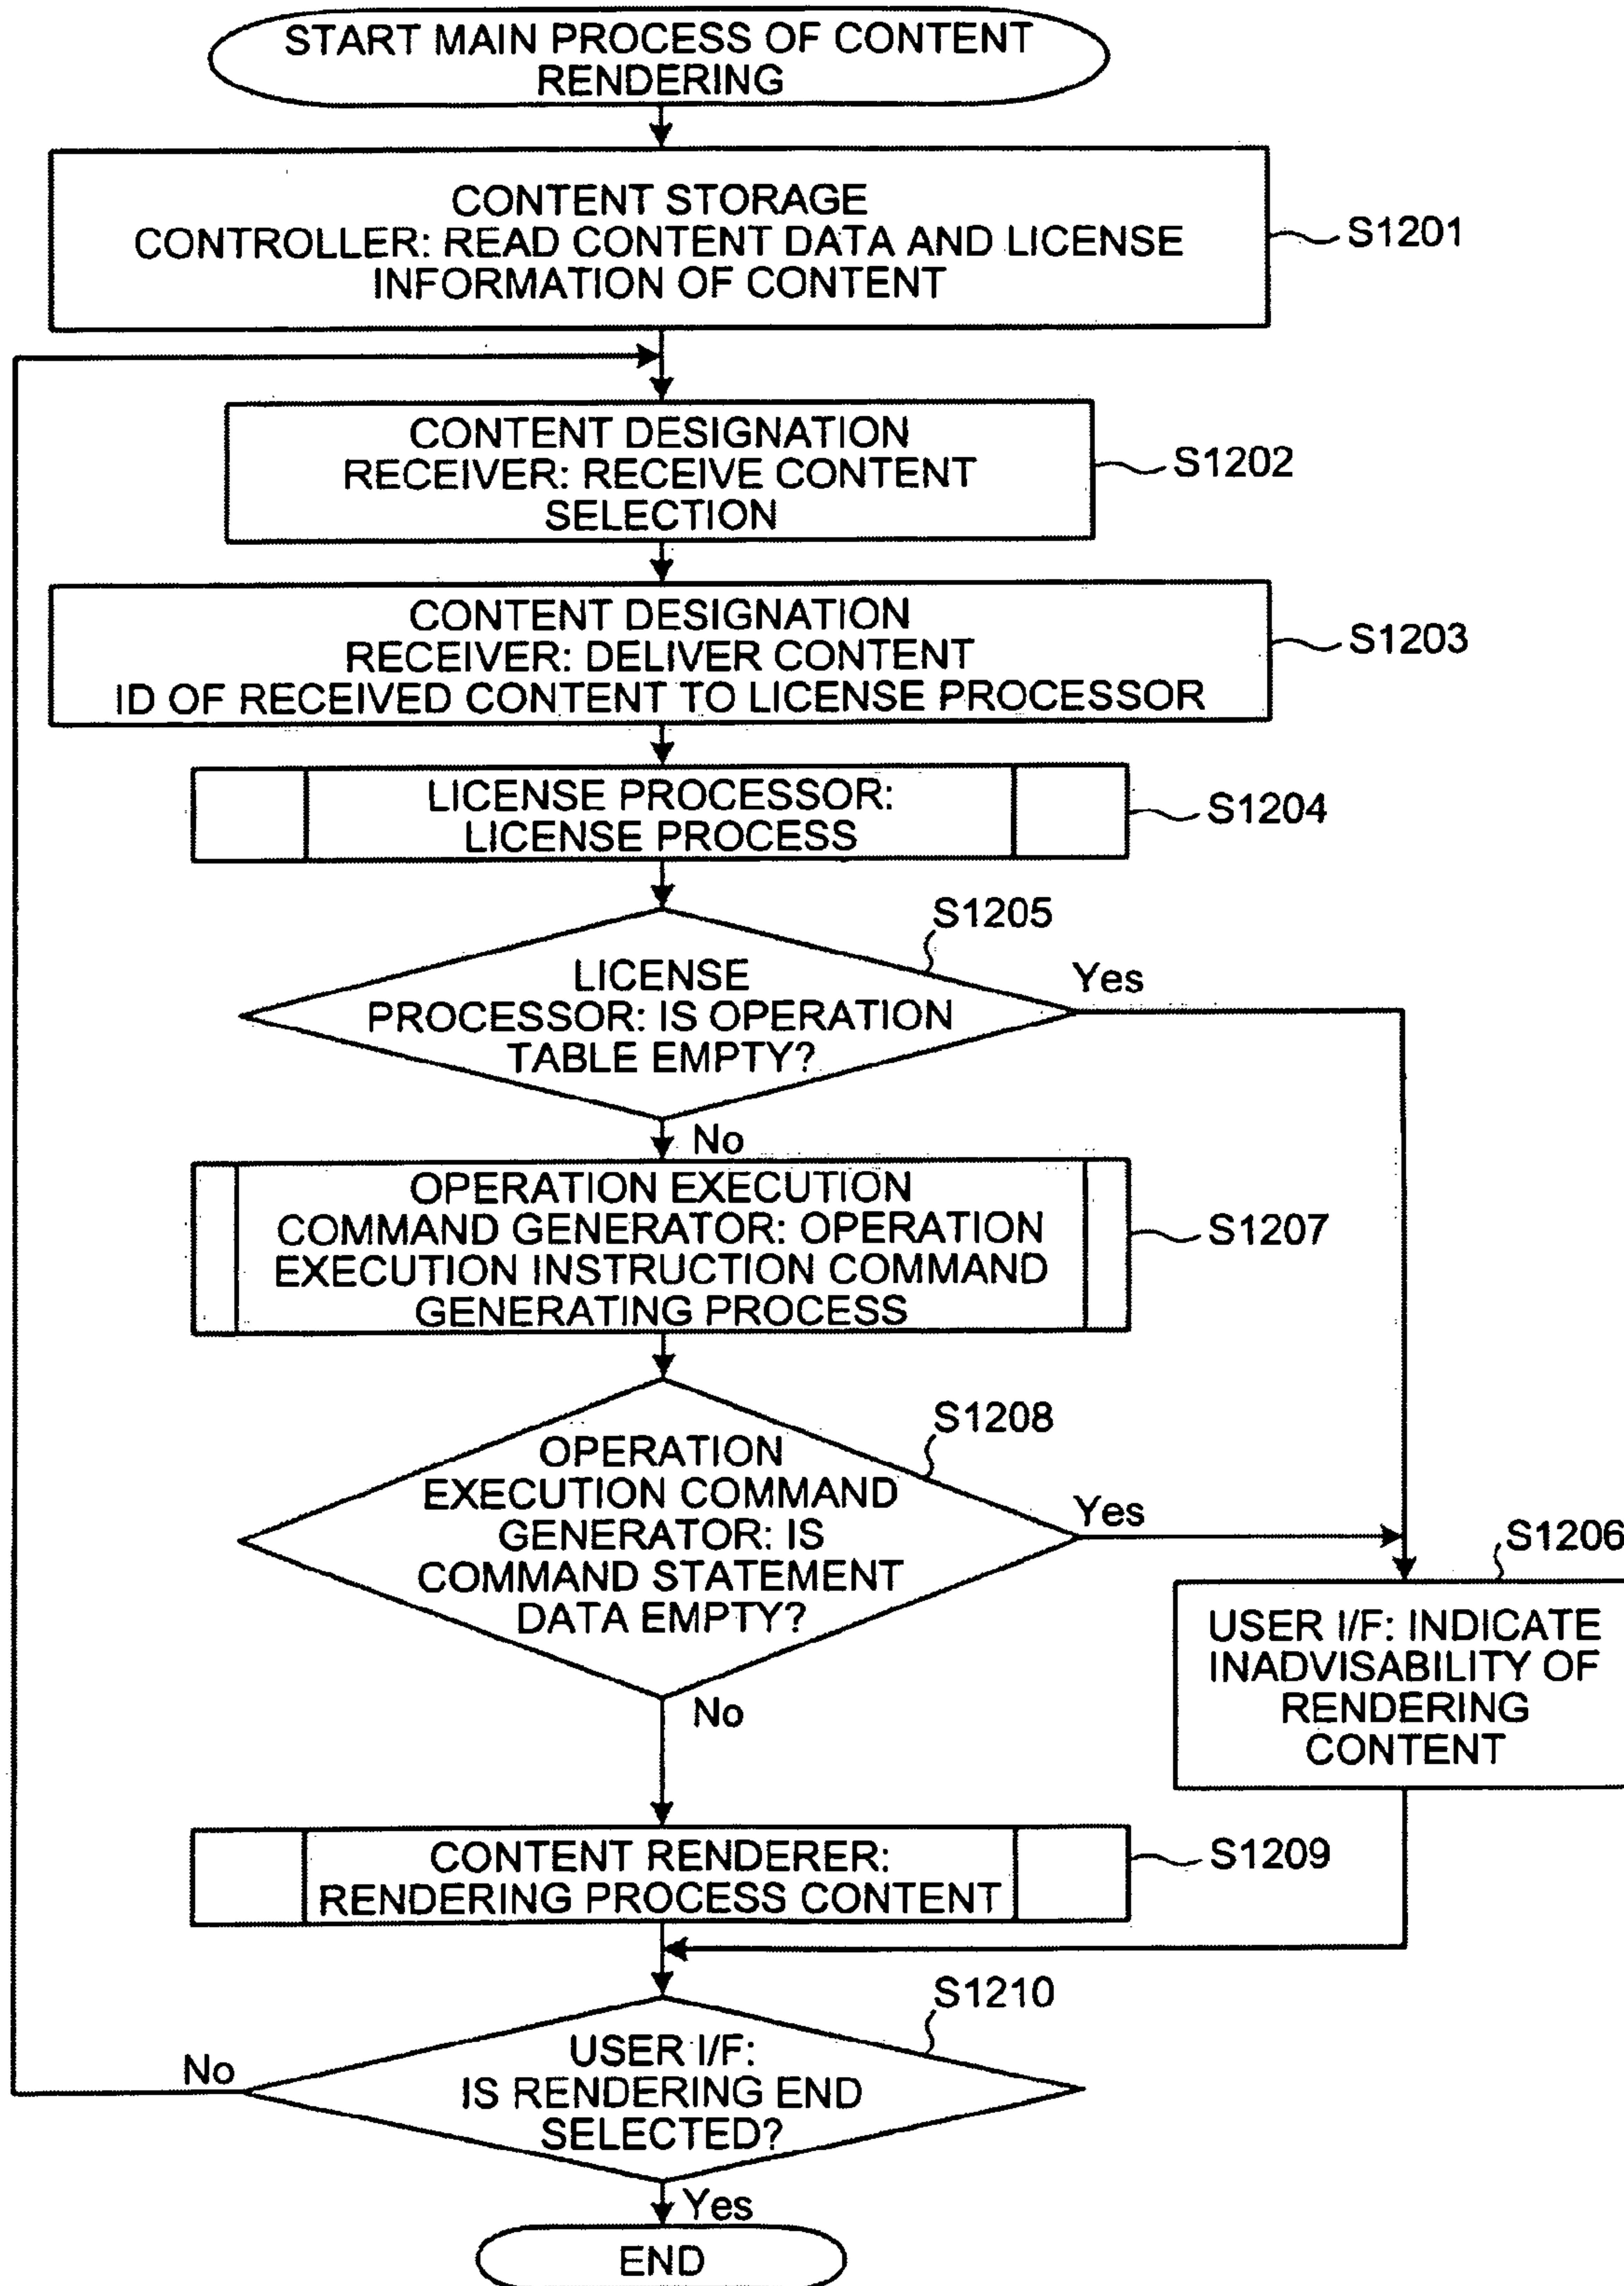 START MAIN PROCESS OF CONTENT
RENDERING
CONTENT STORAGE
CONTROLLER: READ CONTENT DATA AND LICENSE
INFORMATION OF CONTENT
S1201
CONTENT DESIGNATION
RECEIVER: RECEIVE CONTENT
SELECTION
S1202
CONTENT DESIGNATION
RECEIVER: DELIVER CONTENT
ID OF RECEIVED CONTENT TO LICENSE PROCESSOR
S1203
LICENSE PROCESSOR:
LICENSE PROCESS
S1204
S1205
LICENSE
PROCESSOR: IS OPERATION
TABLE EMPTY?
Yes
No
OPERATION EXECUTION
COMMAND GENERATOR: OPERATION
EXECUTION INSTRUCTION COMMAND
GENERATING PROCESS
S1207
S1208
OPERATION
EXECUTION COMMAND
GENERATOR: IS
COMMAND STATEMENT
DATA EMPTY?
Yes
No
S1206
USER I/F: INDICATE
INADVISABILITY OF
RENDERING
CONTENT
CONTENT RENDERER:
RENDERING PROCESS CONTENT
S1209
S1210
USER I/F:
IS RENDERING END
SELECTED?
No
Yes
END